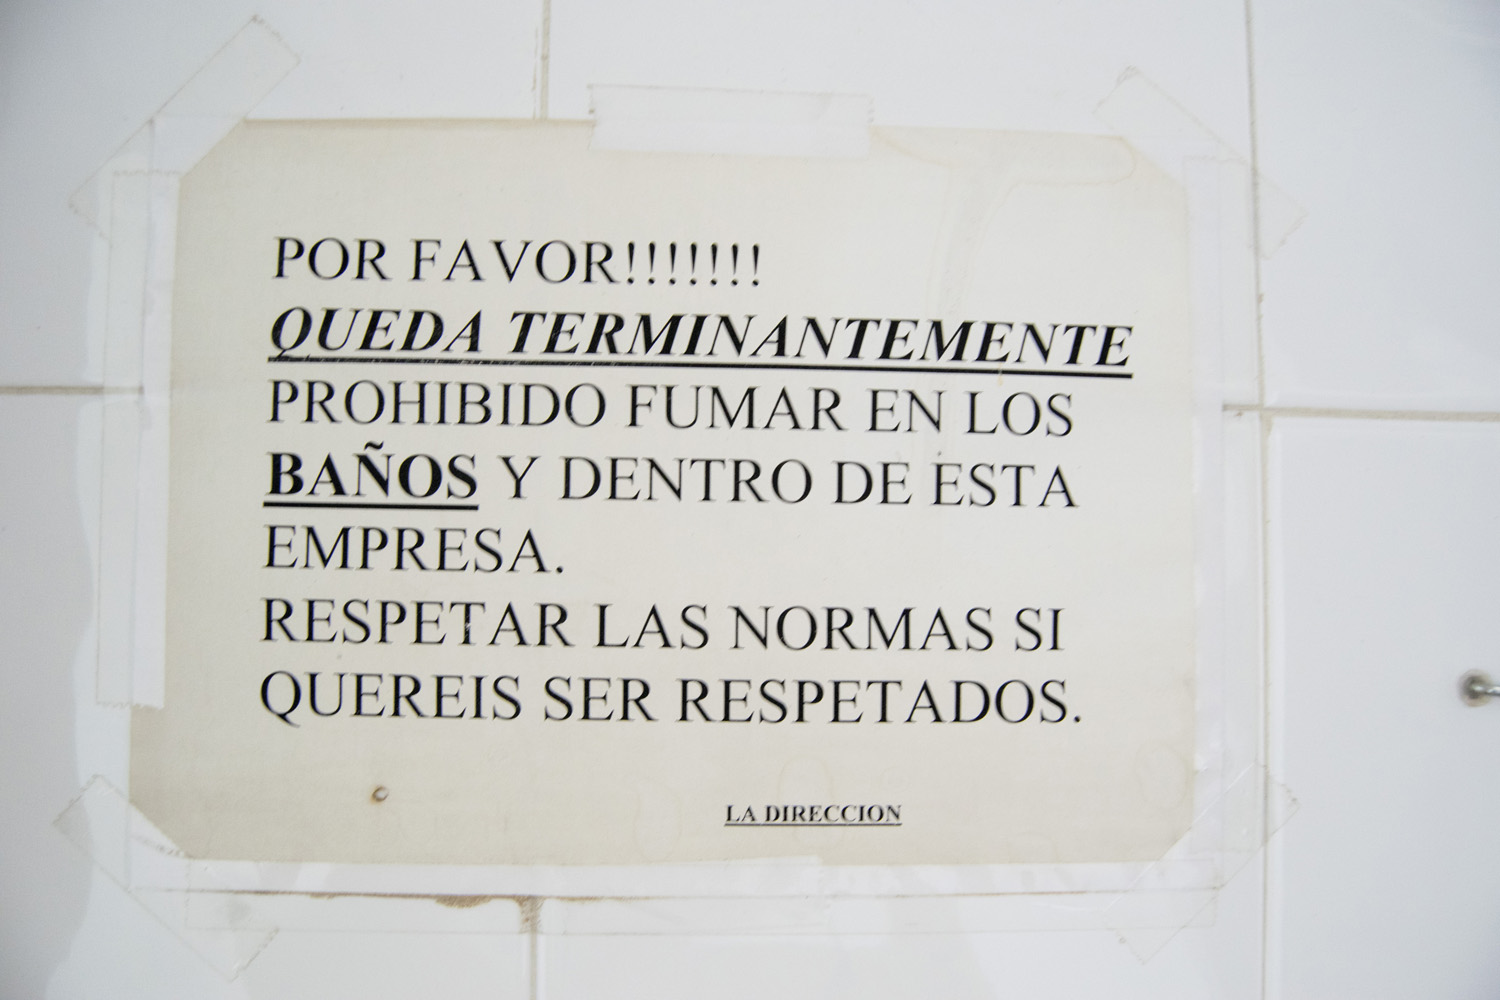 POR FAVOR!!!!!!!
QUEDA TERMINANTEMENTE
PROHIBIDO FUMAR EN LOS
BAÑOS Y DENTRO DE ESTA
EMPRESA.
RESPETAR LAS NORMAS SI
QUEREIS SER RESPETADOS.
LA DIRECCION